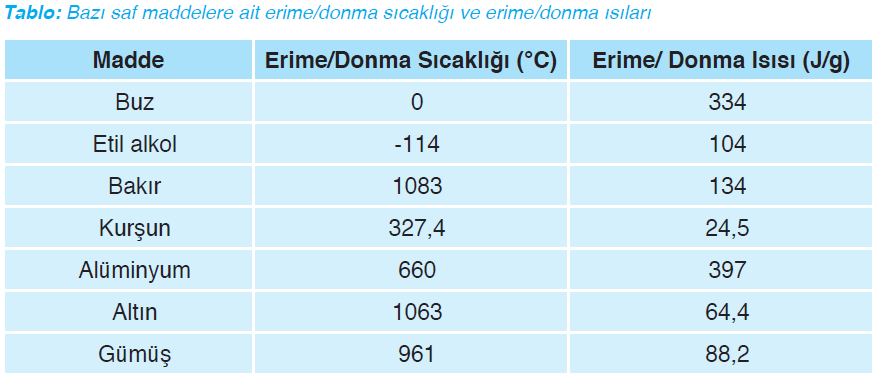 Tablo: Bazı saf maddelere ait erime/donma sıcaklığı ve erime/donma ısıları
Madde Erime/Donma Sıcaklığı (°C) Erime/ Donma Isısı (J/g)
Buz 0 334
Etil alkol -114 104
Bakır 1083 134
Kurşun 327,4 24,5
Alüminyum 660 397
Altın 1063 64,4
Gümüş 961 88,2